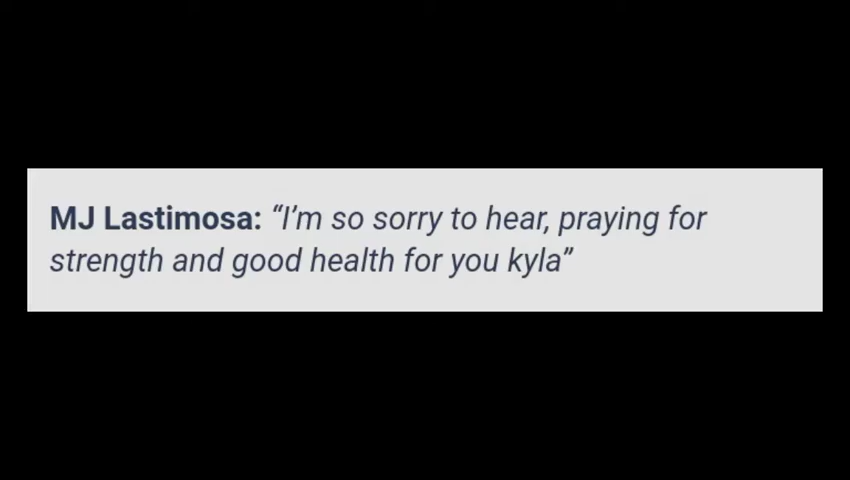 MJ Lastimosa: “I’m so sorry to hear, praying for
strength and good health for you kyla”